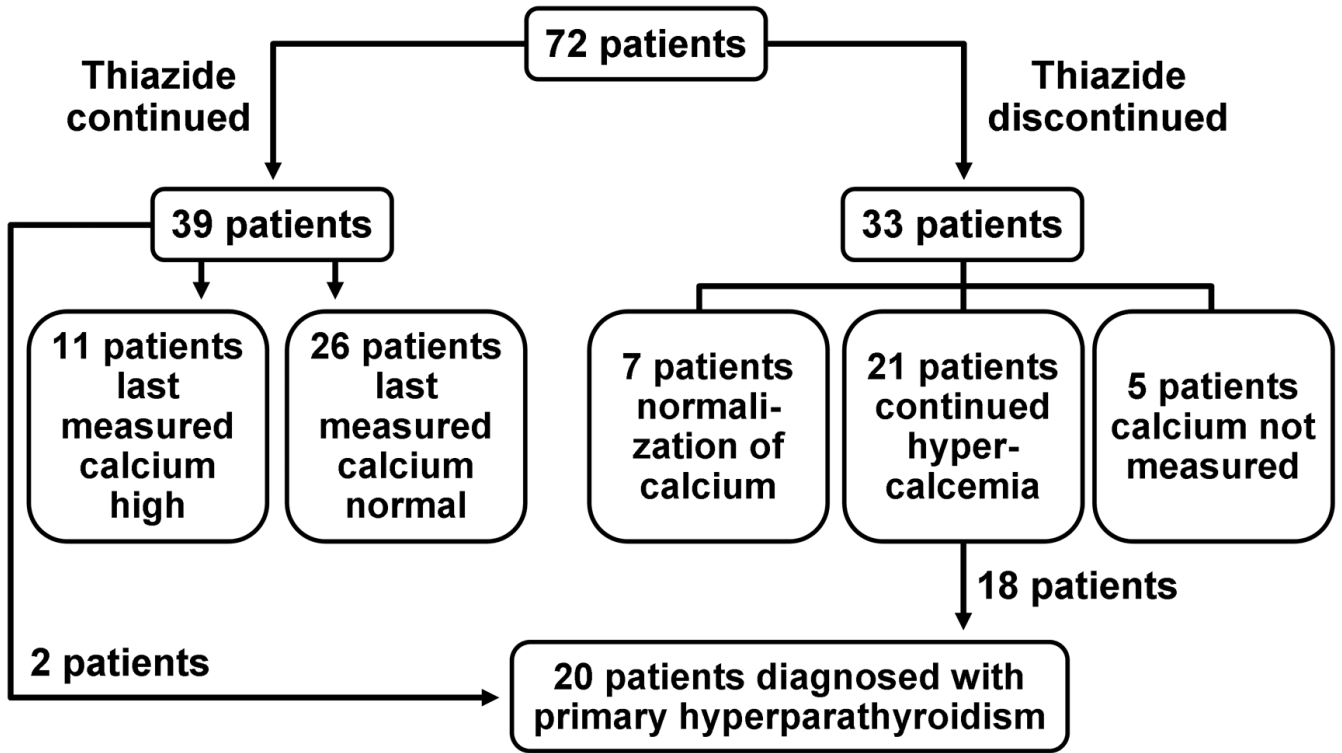 72 patients
Thiazide
continued
Thiazide
discontinued
39 patients
33 patients
11 patients
last
measured
calcium
high
26 patients
last
measured
calcium
normal
7 patients
normali-
zation of
calcium
21 patients
continued
hyper-
calcemia
5 patients
calcium not
measured
18 patients
2 patients
20 patients diagnosed with
primary hyperparathyroidism